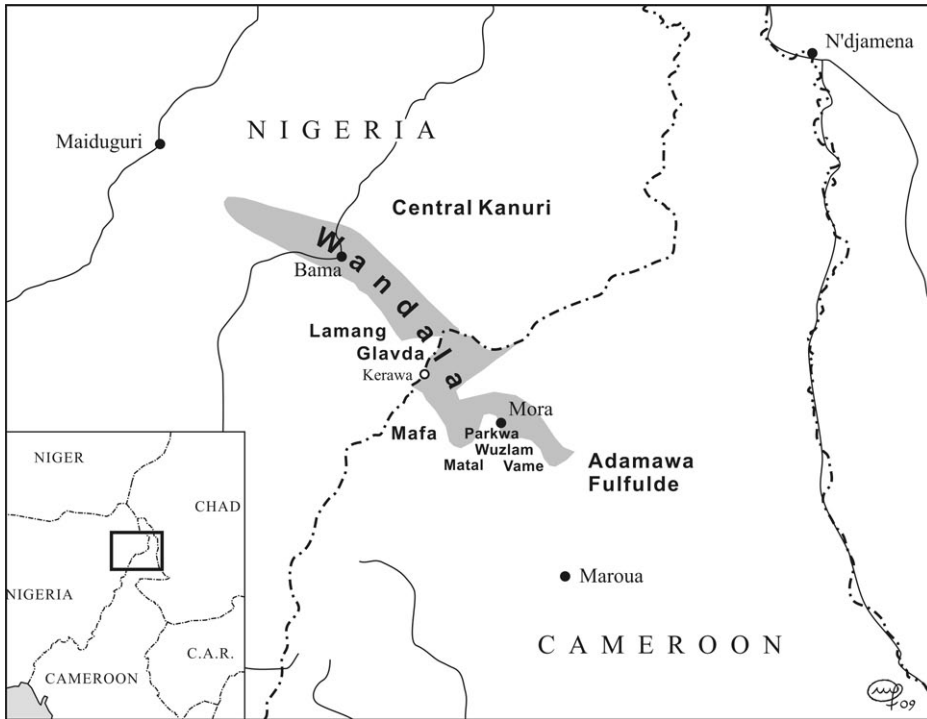 N'djamena
Maiduguri
NIGERIA
Central Kanuri
Wandala
Bama
Lamang
Glavda
Kerawa
Mora
Mafa
Parkwa
Wuzlam
Matal
Vame
Adamawa
Fulfulde
NIGER
CHAD
Maroua
NIGERIA
CAMEROON
C.A.R.
CAMEROON
09